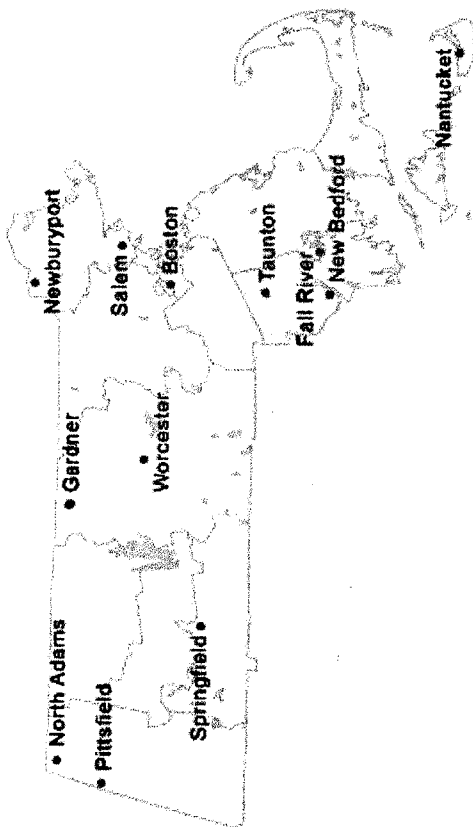 Newburyport
Salem
Boston
Gardner
Worcester
North Adams
Pittsfield
Springfield
Taunton
Fall River
New Bedford
Nantucket